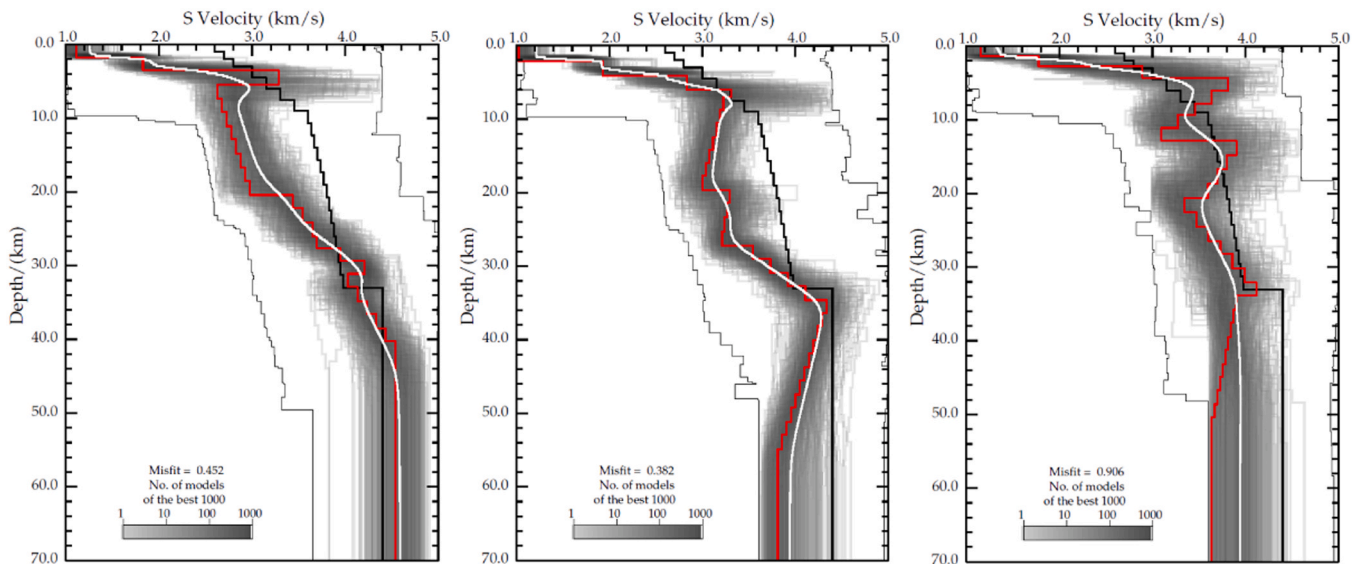 S Velocity (km/s)
1.0 2.0 3.0 4.0 5.0
0.0
10.0
20.0
30.0
40.0
50.0
60.0
70.0
Depth/(km)
Misfit = 0.452
No. of models
of the best 1000
1 10 100 1000
S Velocity (km/s)
1.0 2.0 3.0 4.0 5.0
0.0
10.0
20.0
30.0
40.0
50.0
60.0
70.0
Depth/(km)
Misfit = 0.382
No. of models
of the best 1000
1 10 100 1000
S Velocity (km/s)
1.0 2.0 3.0 4.0 5.0
0.0
10.0
20.0
30.0
40.0
50.0
60.0
70.0
Depth/(km)
Misfit = 0.906
No. of models
of the best 1000
1 10 100 1000